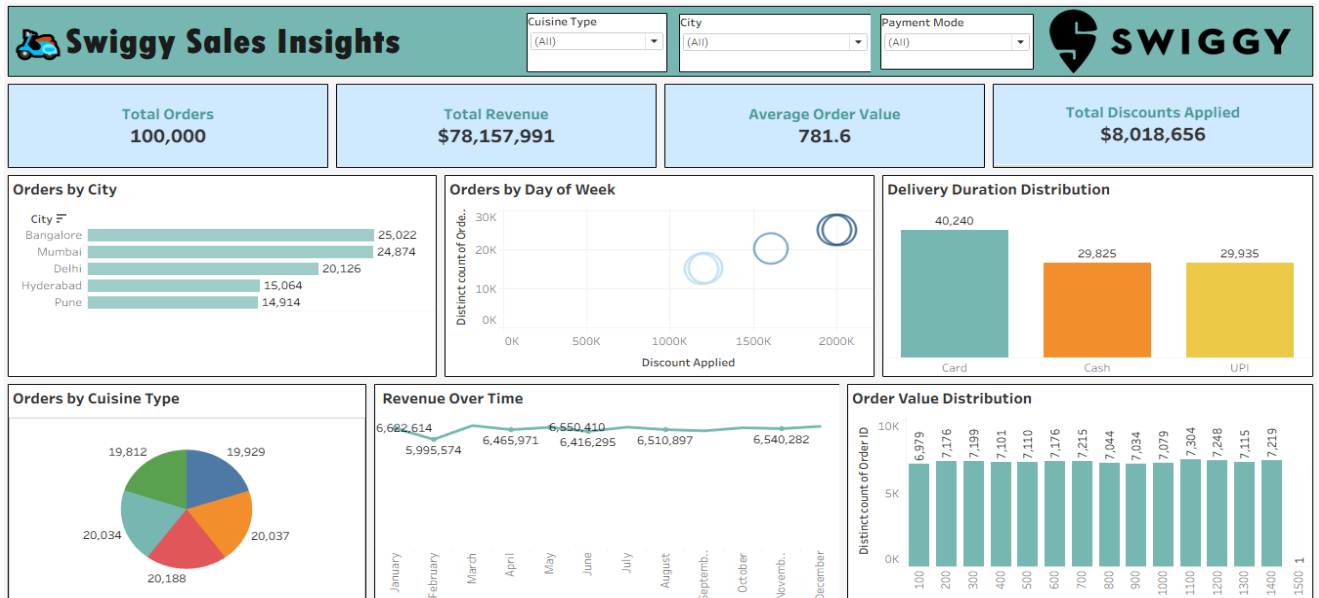 Swiggy Sales Insights
Cuisine Type
(All)
City
(All)
Payment Mode
(All)
SWIGGY
Total Orders
100,000
Total Revenue
$78,157,991
Average Order Value
781.6
Total Discounts Applied
$8,018,656
Orders by City
City
Bangalore
25,022
Mumbai
24,874
Delhi
20,126
Hyderabad
15,064
Pune
14,914
Orders by Day of Week
Distinct count of Orde..
30K
20K
10K
0K
0K
500K
1000K
1500K
2000K
Discount Applied
Delivery Duration Distribution
40,240
29,825
29,935
Card
Cash
UPI
Orders by Cuisine Type
19,812
19,929
20,034
20,037
20,188
Revenue Over Time
5,995,574
6,465,971
6,550,410
6,416,295
6,510,897
6,540,282
January
February
March
April
May
June
July
August
Septemb..
October
Novemb..
December
Order Value Distribution
Distinct count of Order ID
10K
5K
0K
6,979
7,176
7,199
7,101
7,110
7,176
7,215
7,044
7,034
7,079
7,304
7,248
7,115
7,219
1
100
200
300
400
500
600
700
800
900
1000
1100
1200
1300
1400
1500